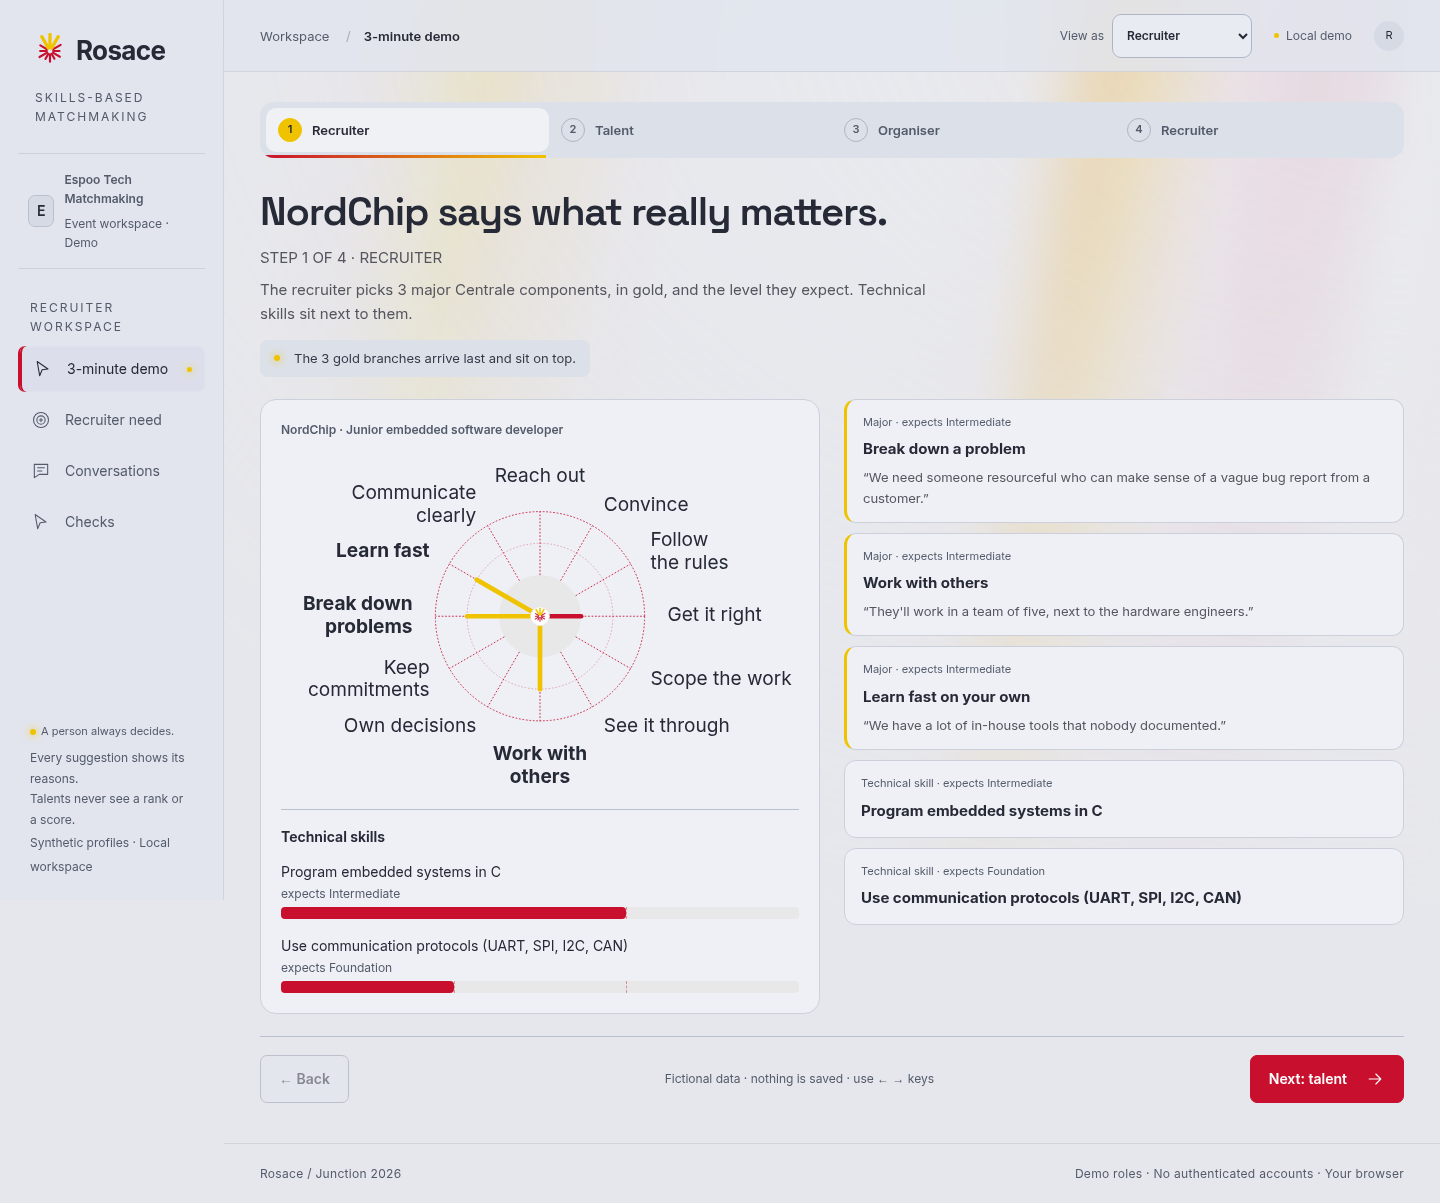 Rosace
SKILLS-BASED
MATCHMAKING
E
Espoo Tech
Matchmaking
Event workspace ·
Demo
RECRUITER
WORKSPACE
3-minute demo
Recruiter need
Conversations
Checks
A person always decides.
Every suggestion shows its
reasons.
Talents never see a rank or
a score.
Synthetic profiles · Local
workspace
Workspace / 3-minute demo
View as Recruiter
Local demo
R
1 Recruiter
2 Talent
3 Organiser
4 Recruiter
NordChip says what really matters.
STEP 1 OF 4 · RECRUITER
The recruiter picks 3 major Centrale components, in gold, and the level they expect. Technical
skills sit next to them.
The 3 gold branches arrive last and sit on top.
NordChip · Junior embedded software developer
Reach out
Communicate
clearly
Convince
Learn fast
Follow
the rules
Break down
problems
Get it right
Keep
commitments
Scope the work
Own decisions
See it through
Work with
others
Technical skills
Program embedded systems in C
expects Intermediate
Use communication protocols (UART, SPI, I2C, CAN)
expects Foundation
Major · expects Intermediate
Break down a problem
“We need someone resourceful who can make sense of a vague bug report from a
customer.”
Major · expects Intermediate
Work with others
“They'll work in a team of five, next to the hardware engineers.”
Major · expects Intermediate
Learn fast on your own
“We have a lot of in-house tools that nobody documented.”
Technical skill · expects Intermediate
Program embedded systems in C
Technical skill · expects Foundation
Use communication protocols (UART, SPI, I2C, CAN)
← Back
Fictional data · nothing is saved · use ← → keys
Next: talent →
Rosace / Junction 2026
Demo roles · No authenticated accounts · Your browser